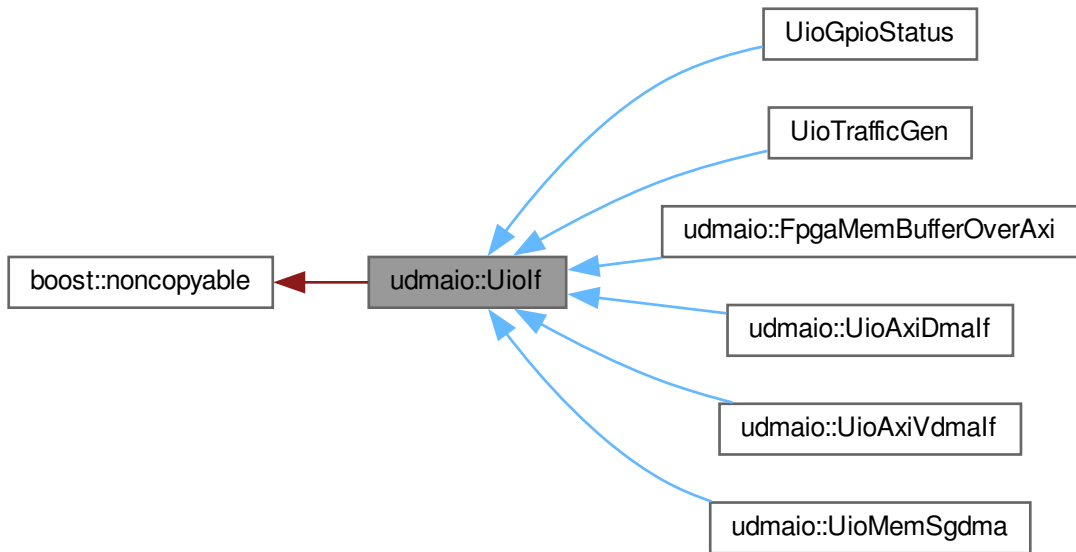 UioGpioStatus
UioTrafficGen
udmaio::FpgaMemBufferOverAxi
boost::noncopyable
udmaio::UioIf
udmaio::UioAxiDmaIf
udmaio::UioAxiVdmaIf
udmaio::UioMemSgdma